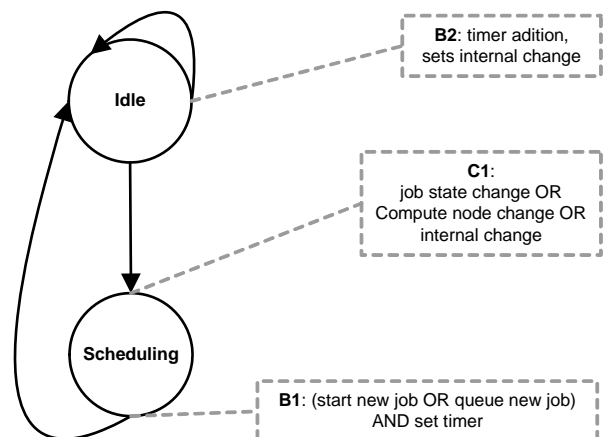 B2: timer adition,
sets internal change
Idle
C1:
job state change OR
Compute node change OR
internal change
Scheduling
B1: (start new job OR queue new job)
AND set timer